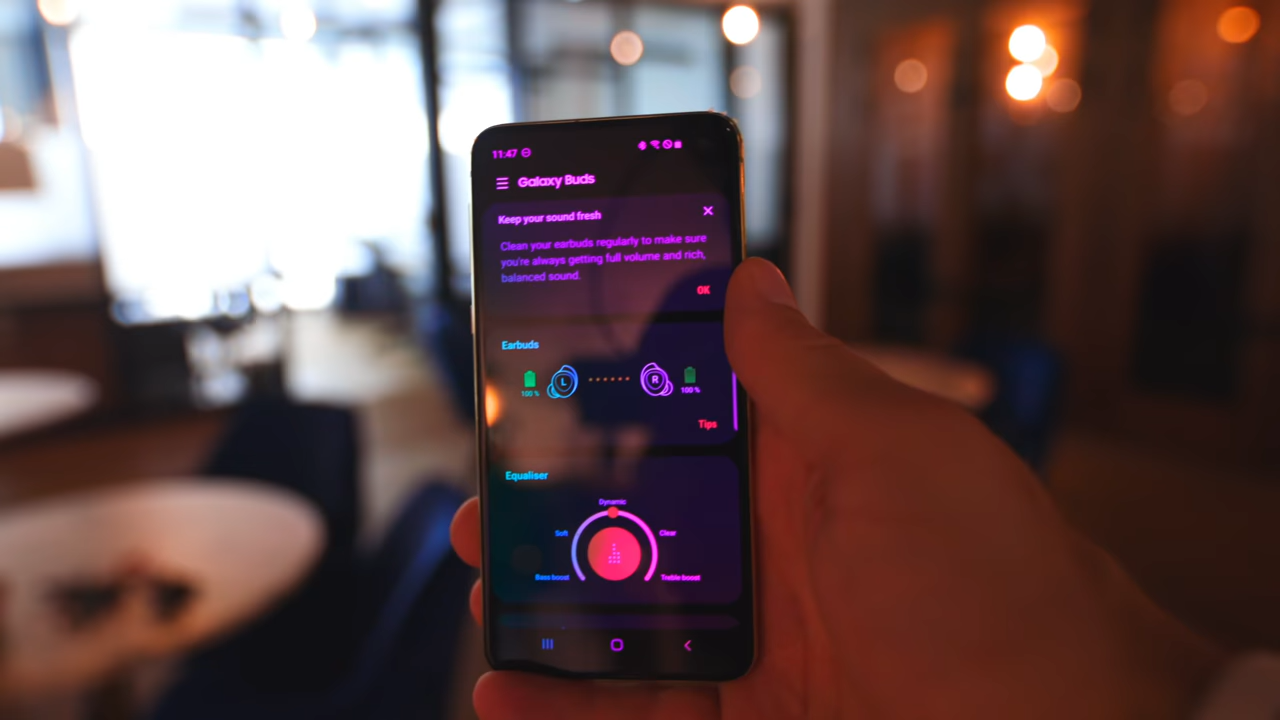 11:47
Galaxy Buds
Keep your sound fresh
Clean your earbuds regularly to make sure
you're always getting full volume and rich,
balanced sound.
OK
Earbuds
L R
100 % 100 %
Tips
Equaliser
Dynamic
Soft Clear
Bass boost Treble boost